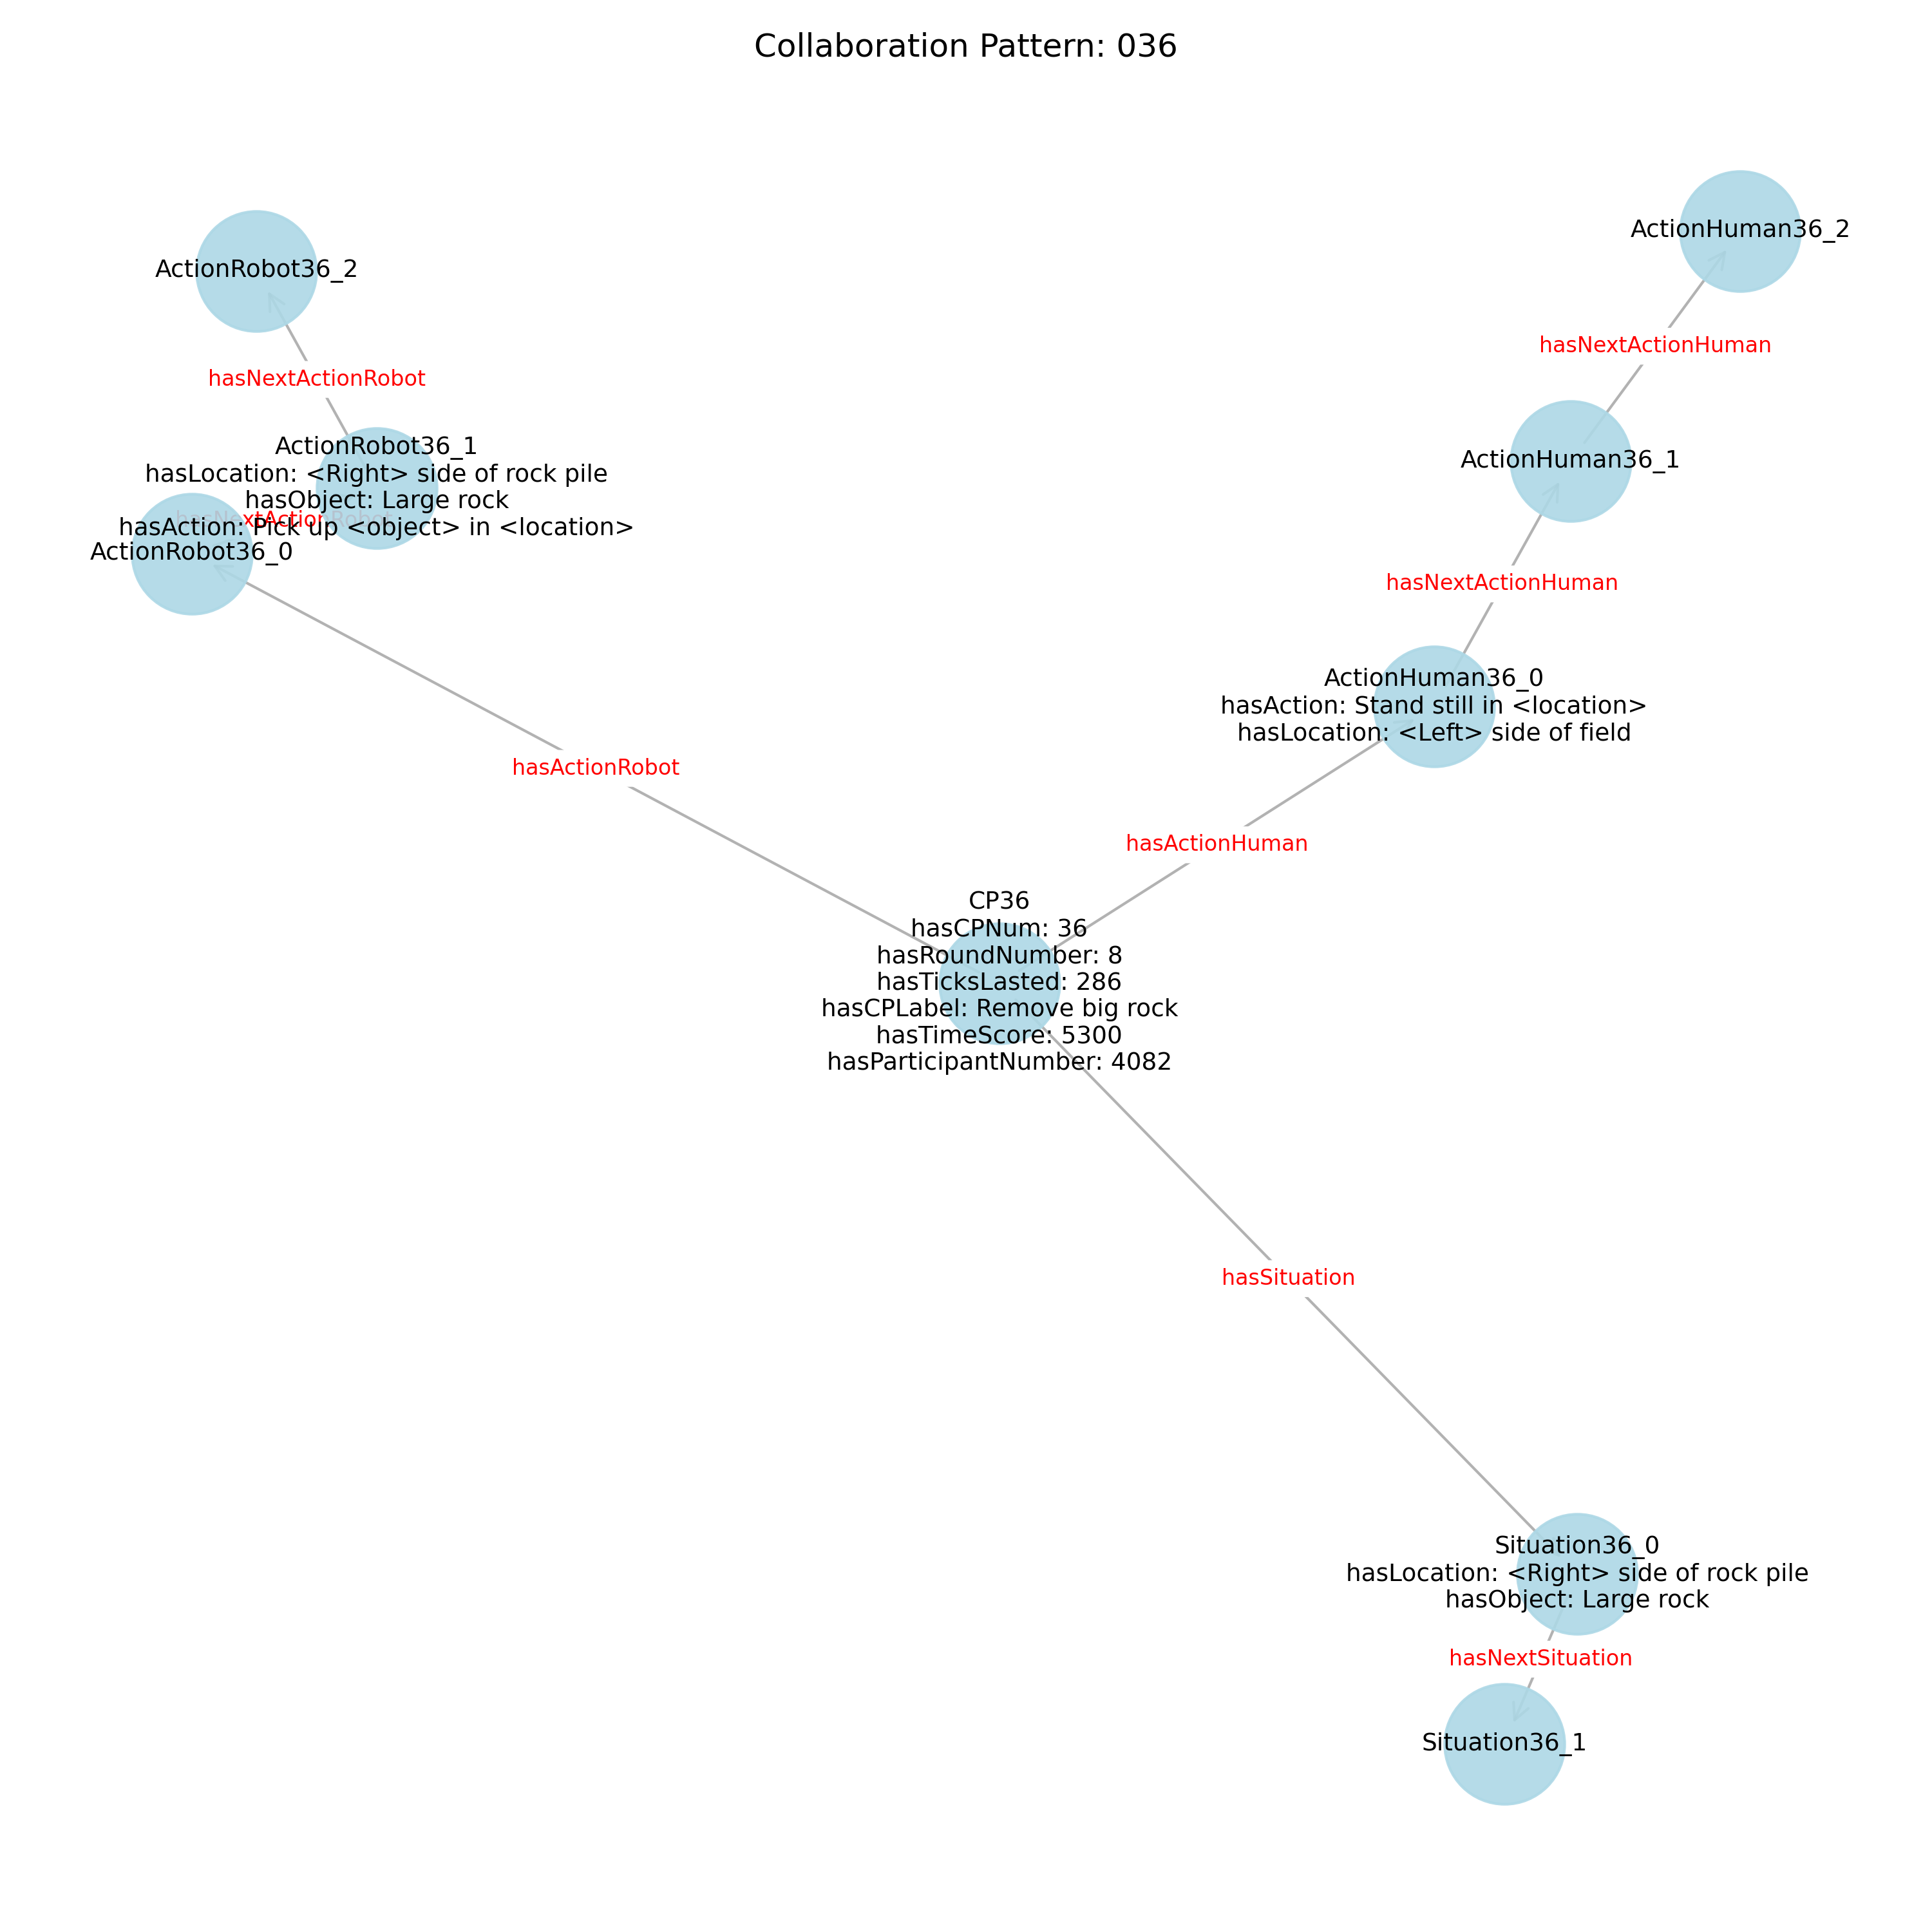 Collaboration Pattern: 036
ActionHuman36_2
ActionRobot36_2
hasNextActionHuman
hasNextActionRobot
ActionRobot36_1
hasLocation: <Right> side of rock pile
hasObject: Large rock
hasAction: Pick up <object> in <location>
ActionHuman36_1
hasNextActionRobot
ActionRobot36_0
hasNextActionHuman
ActionHuman36_0
hasAction: Stand still in <location>
hasLocation: <Left> side of field
hasActionRobot
hasActionHuman
CP36
hasCPNum: 36
hasRoundNumber: 8
hasTicksLasted: 286
hasCPLabel: Remove big rock
hasTimeScore: 5300
hasParticipantNumber: 4082
hasSituation
Situation36_0
hasLocation: <Right> side of rock pile
hasObject: Large rock
hasNextSituation
Situation36_1